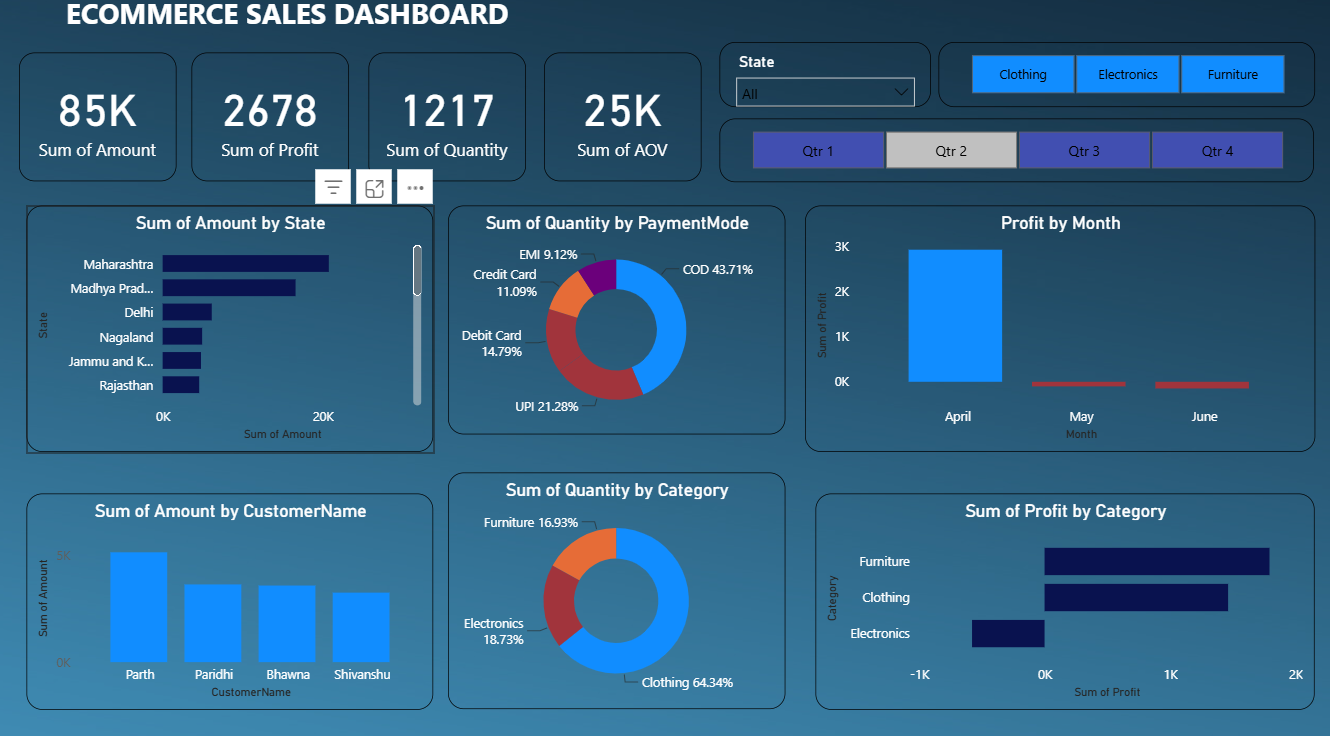 ECOMMERCE SALES DASHBOARD
85K
Sum of Amount
2678
Sum of Profit
1217
Sum of Quantity
25K
Sum of AOV
State
All
Clothing
Electronics
Furniture
Qtr 1
Qtr 2
Qtr 3
Qtr 4
Sum of Amount by State
State
Maharashtra
Madhya Prad...
Delhi
Nagaland
Jammu and K...
Rajasthan
0K
20K
Sum of Amount
Sum of Quantity by PaymentMode
EMI 9.12%
COD 43.71%
Credit Card
11.09%
Debit Card
14.79%
UPI 21.28%
Profit by Month
Sum of Profit
3K
2K
1K
0K
April
May
June
Month
Sum of Amount by CustomerName
Sum of Amount
5K
0K
Parth
Paridhi
Bhawna
Shivanshu
CustomerName
Sum of Quantity by Category
Furniture 16.93%
Electronics
18.73%
Clothing 64.34%
Sum of Profit by Category
Category
Furniture
Clothing
Electronics
-1K
0K
1K
2K
Sum of Profit